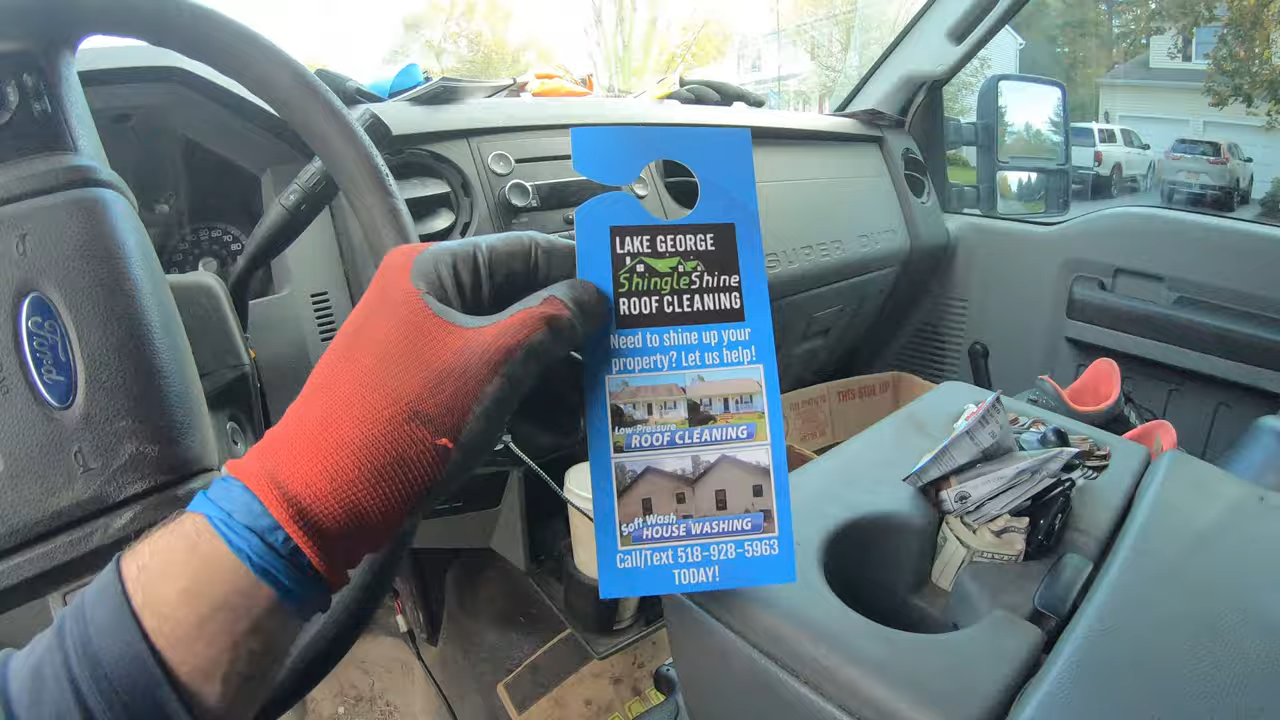 LAKE GEORGE
ShingleShine
ROOF CLEANING
Need to shine up your
property? Let us help!
Low-Pressure
ROOF CLEANING
Soft Wash
HOUSE WASHING
Call/Text 518-928-5963
TODAY!
Ford
SUPER DUTY
THIS SIDE UP